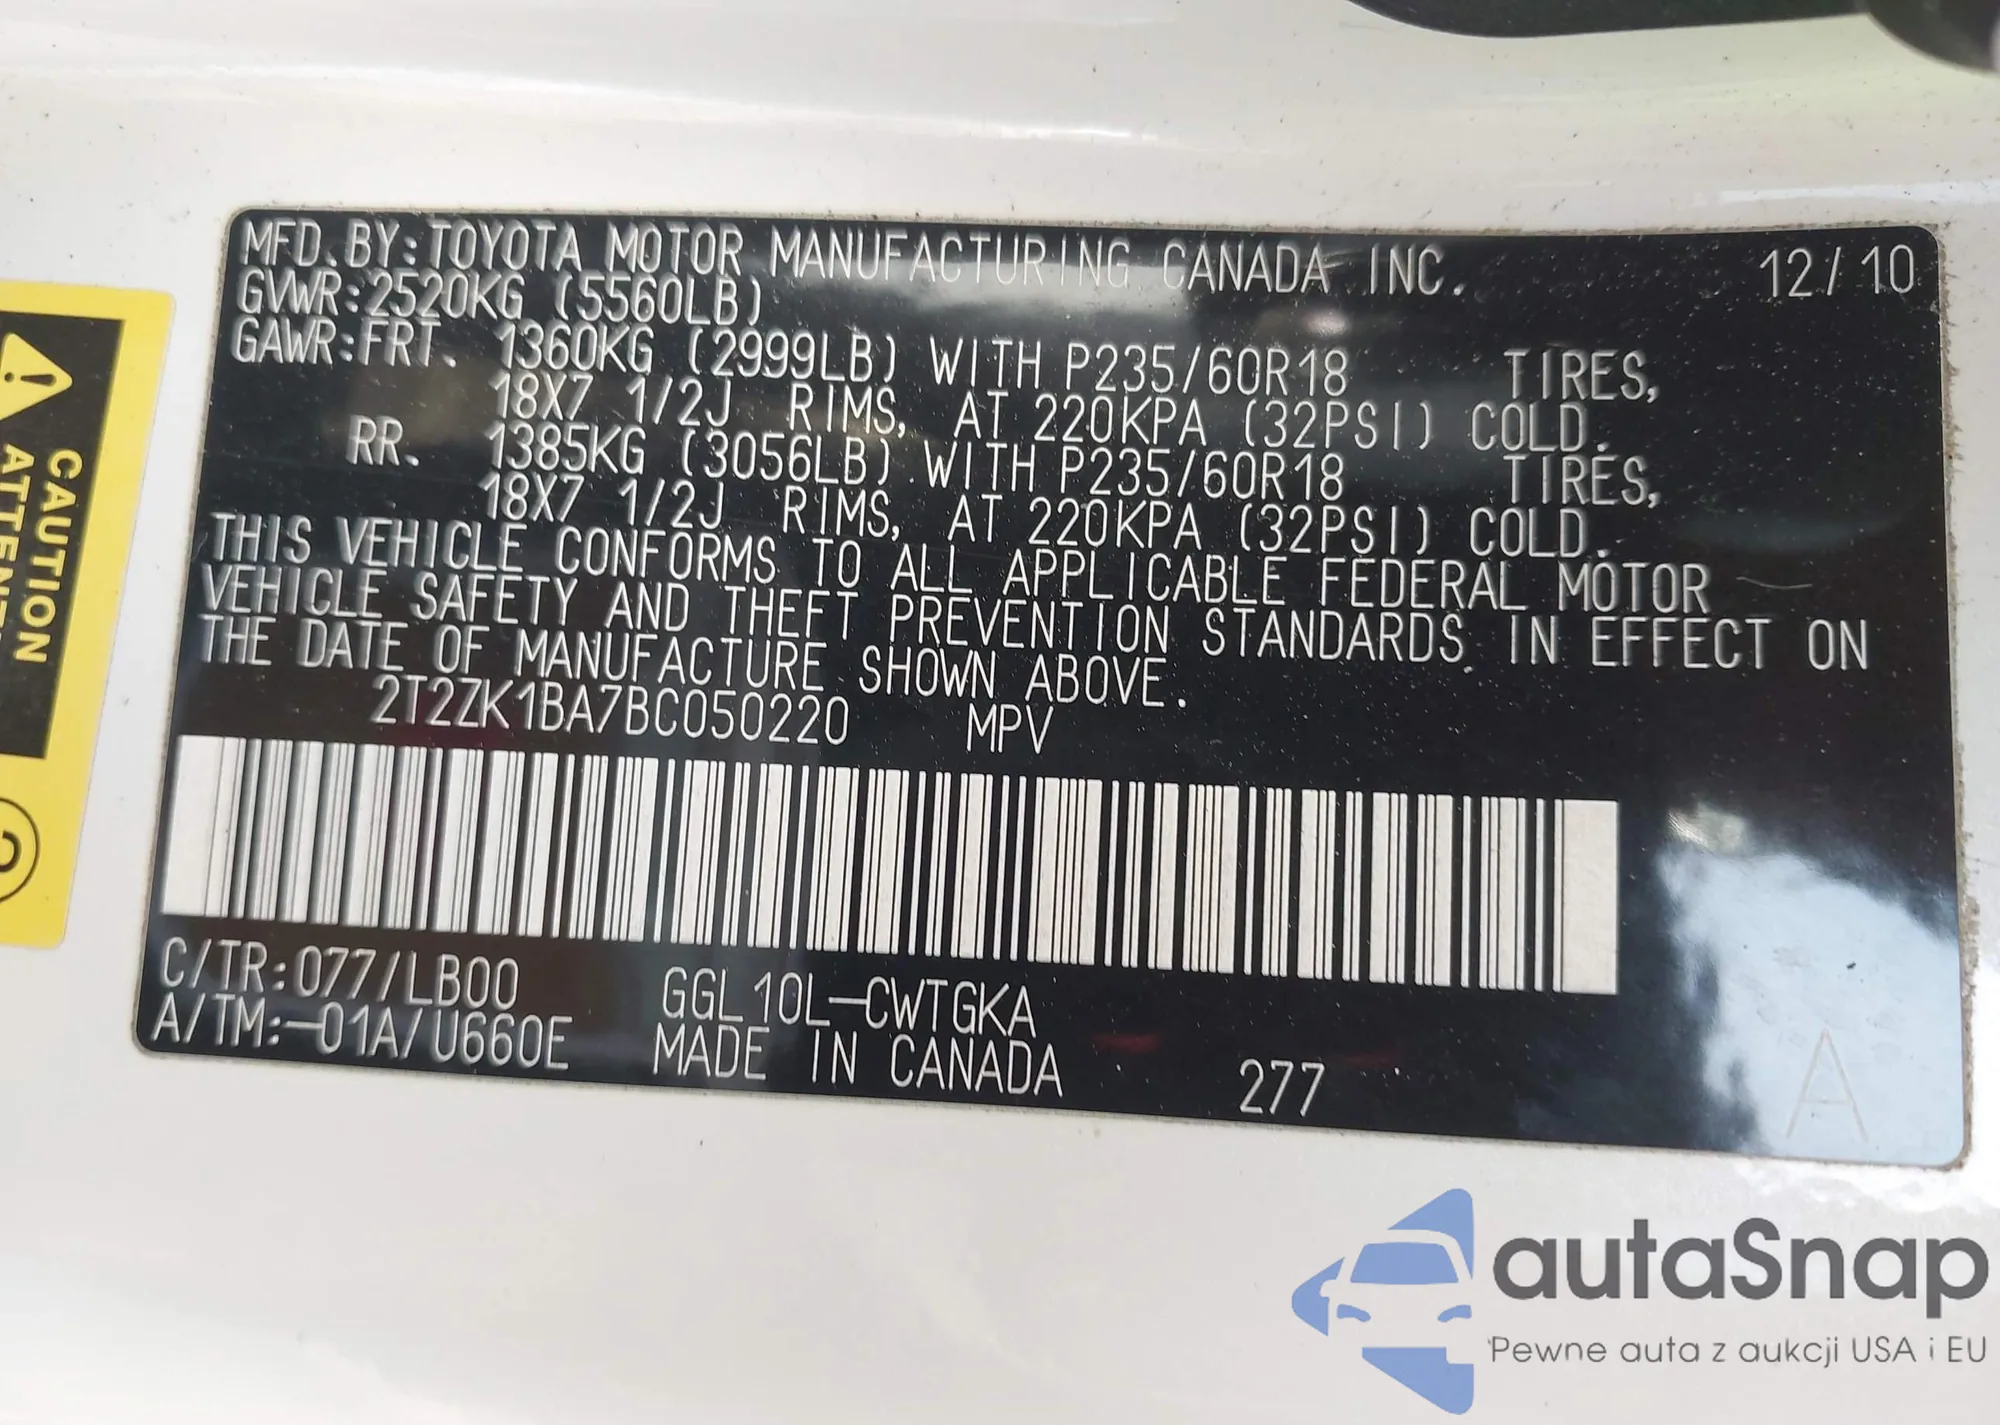 MFD. BY: TOYOTA MOTOR MANUFACTURING CANADA INC. 12/10
GVWR: 2520KG (5560LB)
GAWR: FRT. 1360KG (2999LB) WITH P235/60R18 TIRES,
18X7 1/2J RIMS, AT 220KPA (32PSI) COLD.
RR. 1385KG (3056LB) WITH P235/60R18 TIRES,
18X7 1/2J RIMS, AT 220KPA (32PSI) COLD.
THIS VEHICLE CONFORMS TO ALL APPLICABLE FEDERAL MOTOR
VEHICLE SAFETY AND THEFT PREVENTION STANDARDS IN EFFECT ON
THE DATE OF MANUFACTURE SHOWN ABOVE.
2T2ZK1BA7BC050220 MPV
C/TR: 077/LB00 GGL10L-CWTGKA
A/TM:-01A/U660E MADE IN CANADA 277
A
CAUTION
autaSnap
Pewne auta z aukcji USA i EU